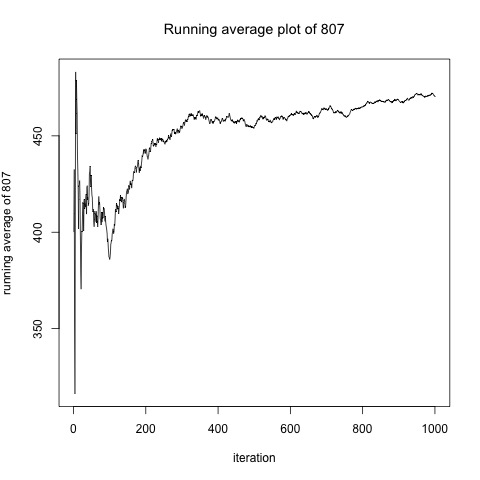 Running average plot of 807
running average of 807
450
400
350
0 200 400 600 800 1000
iteration